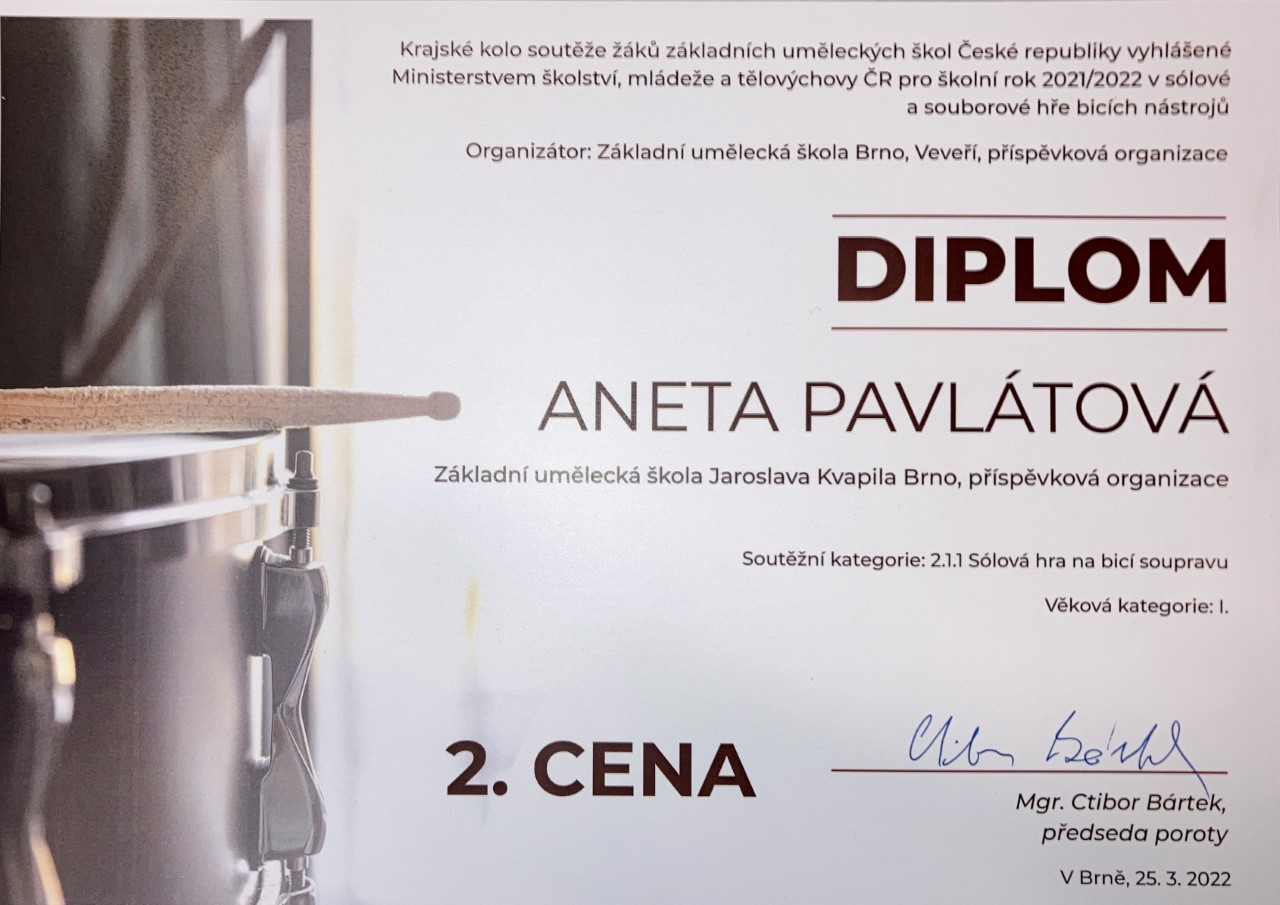 Krajské kolo soutěže žáků základních uměleckých škol České republiky vyhlášené
Ministerstvem školství, mládeže a tělovýchovy ČR pro školní rok 2021/2022 v sólové
a souborové hře bicích nástrojů
Organizátor: Základní umělecká škola Brno, Veveří, příspěvková organizace
DIPLOM
ANETA PAVLÁTOVÁ
Základní umělecká škola Jaroslava Kvapila Brno, příspěvková organizace
Soutěžní kategorie: 2.1.1 Sólová hra na bicí soupravu
Věková kategorie: I.
2. CENA
Ctibor Bártek
Mgr. Ctibor Bártek,
předseda poroty
V Brně, 25. 3. 2022